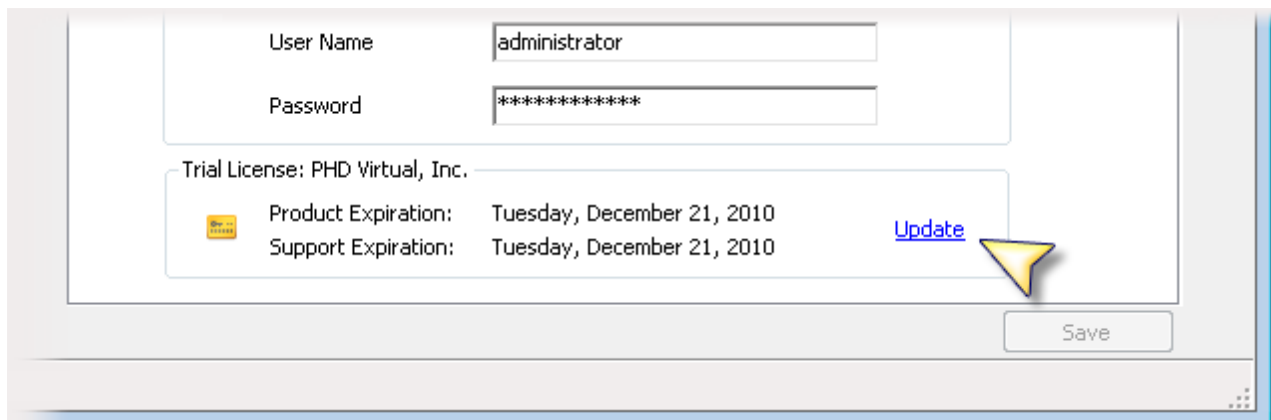 User Name administrator
Password ************
Trial License: PHD Virtual, Inc.
Product Expiration: Tuesday, December 21, 2010
Support Expiration: Tuesday, December 21, 2010
Update
Save